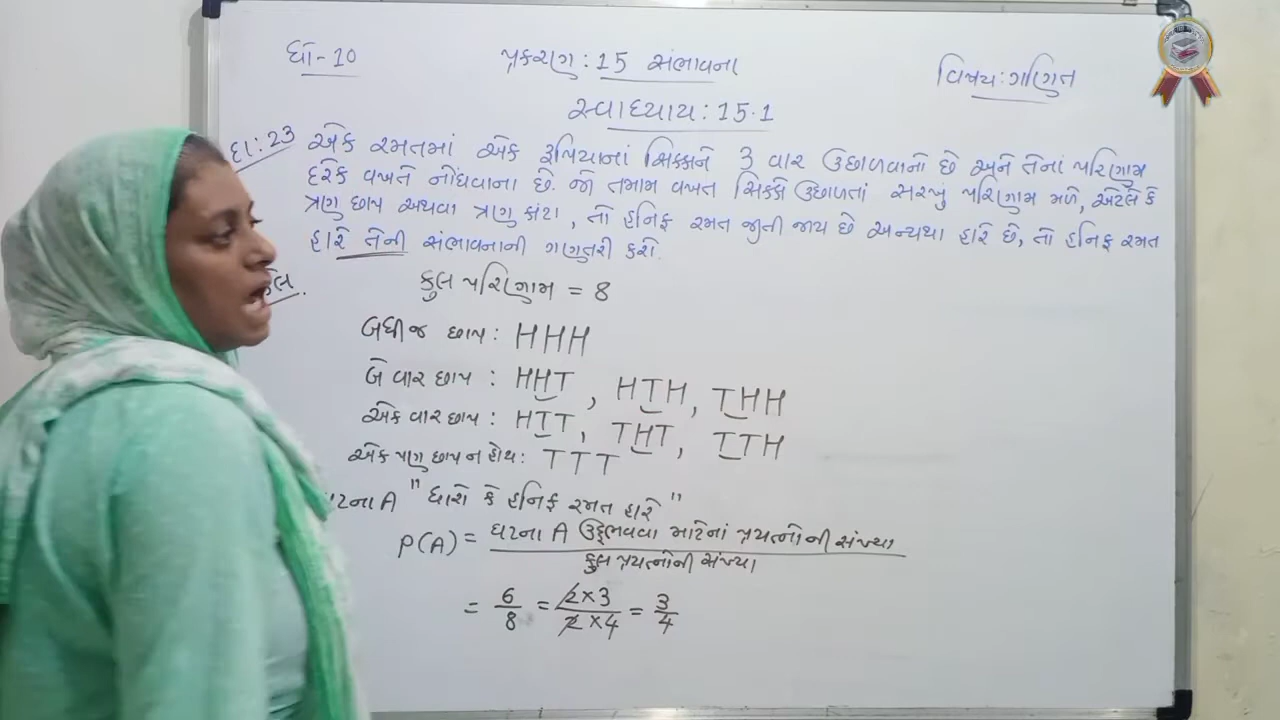 ધો-10 પ્રકરણ : 15 સંભાવના વિષય : ગણિત
સ્વાધ્યાય : 15.1
દા : 23 એક રમતમાં એક રૂપિયાનાં સિક્કાને 3 વાર ઉછાળવાનો છે અને તેનાં પરિણામ
દરેક વખતે નોંધવાના છે. જો તમામ વખત સિક્કો ઉછાળતાં સરખું પરિણામ મળે, એટલે કે
ત્રણ છાપ અથવા ત્રણ કાંટા, તો હનિફ રમત જીતી જાય છે અન્યથા હારે છે, તો હનિફ રમત
હારે તેની સંભાવનાની ગણતરી કરો.
કુલ પરિણામ = 8
બધી જ છાપ : HHH
બે વાર છાપ : HHT, HTH, THH
એક વાર છાપ : HTT, THT, TTH
એક પણ છાપ ન હોય : TTT
ઘટના A " ધારો કે હનિફ રમત હારે "
P(A) = ઘટના A ઉદ્ભવવા માટેનાં પ્રયત્નોની સંખ્યા
કુલ પ્રયત્નોની સંખ્યા
= 6/8 = 2×3/2×4 = 3/4